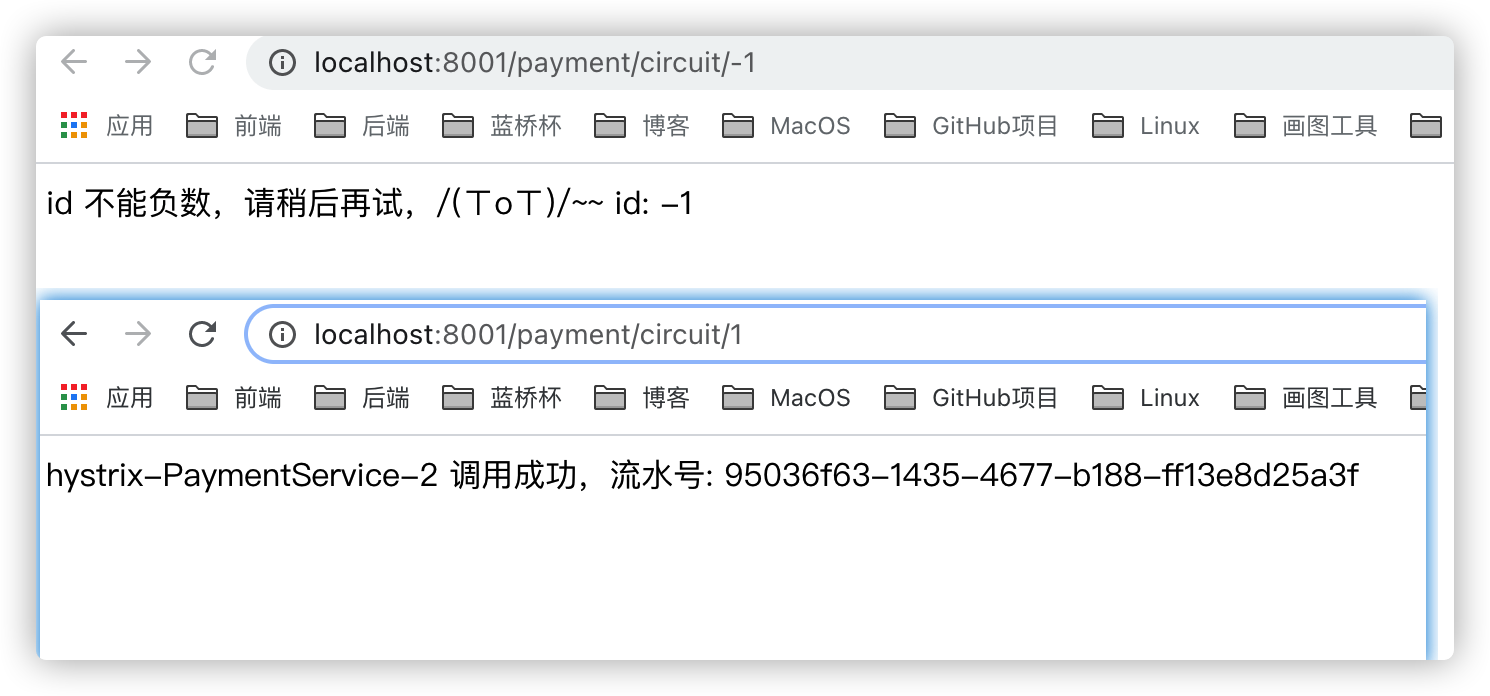 localhost:8001/payment/circuit/-1
应用 前端 后端 蓝桥杯 博客 MacOS GitHub项目 Linux 画图工具
id 不能负数，请稍后再试，/(ㄒoㄒ)/~~ id: -1
localhost:8001/payment/circuit/1
应用 前端 后端 蓝桥杯 博客 MacOS GitHub项目 Linux 画图工具
hystrix-PaymentService-2 调用成功，流水号: 95036f63-1435-4677-b188-ff13e8d25a3f